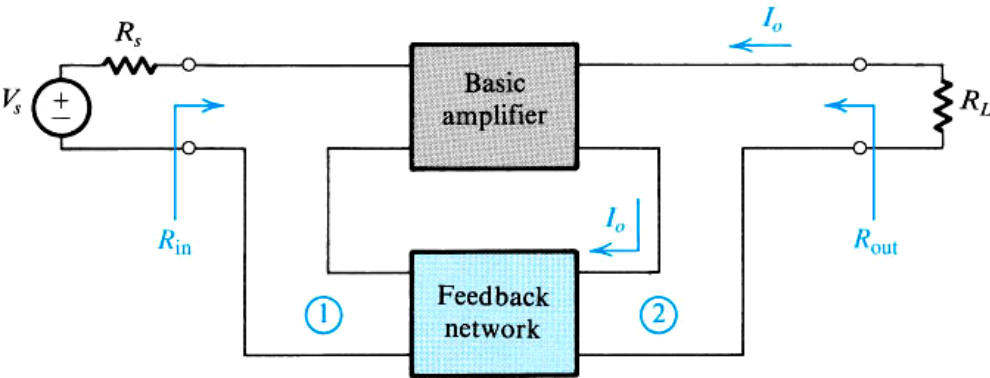 I_o
R_s
V_s
+
−
Basic
amplifier
R_L
I_o
R_in
R_out
Feedback
network
1
2